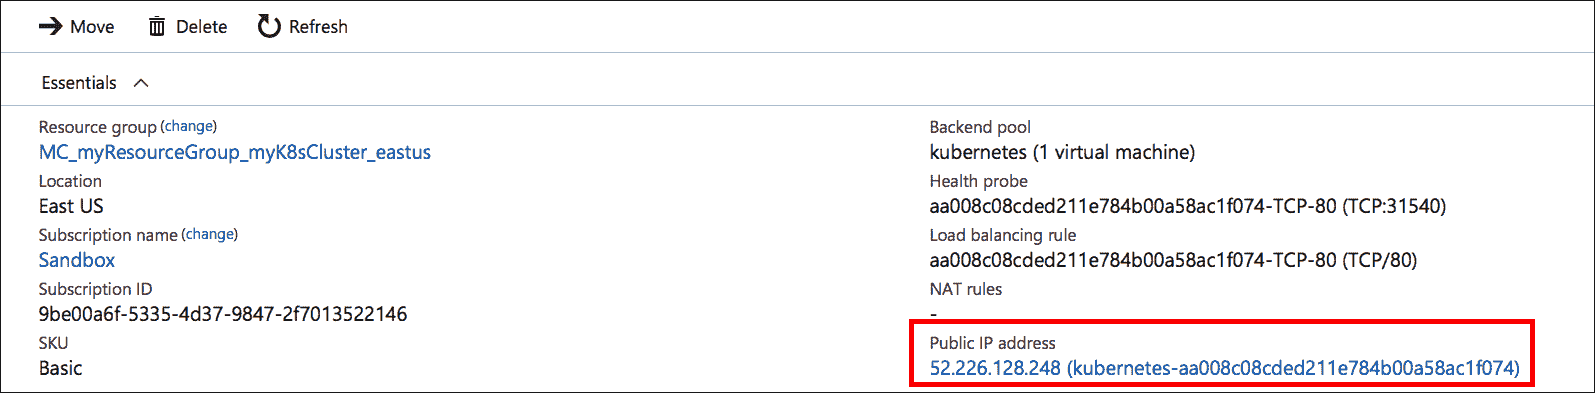 Move Delete Refresh
Essentials
Resource group (change)
MC_myResourceGroup_myK8sCluster_eastus
Location
East US
Subscription name (change)
Sandbox
Subscription ID
9be00a6f-5335-4d37-9847-2f7013522146
SKU
Basic
Backend pool
kubernetes (1 virtual machine)
Health probe
aa008c08cded211e784b00a58ac1f074-TCP-80 (TCP:31540)
Load balancing rule
aa008c08cded211e784b00a58ac1f074-TCP-80 (TCP/80)
NAT rules
-
Public IP address
52.226.128.248 (kubernetes-aa008c08cded211e784b00a58ac1f074)